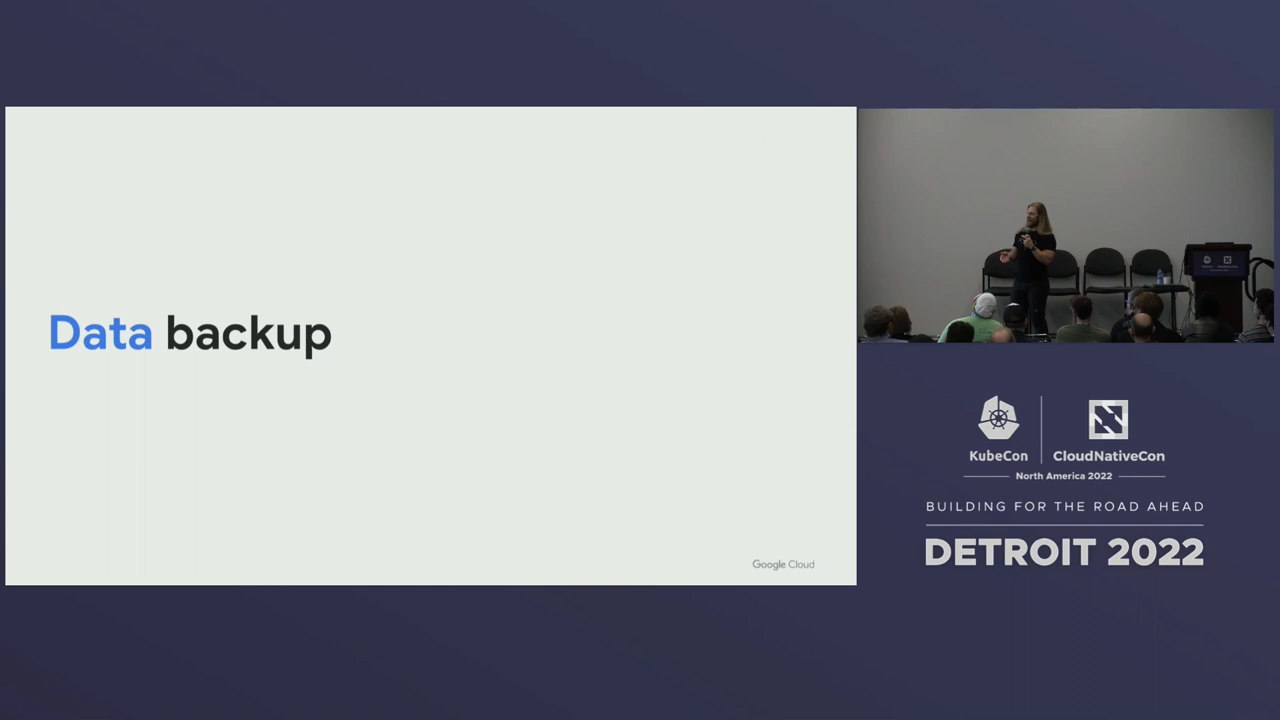 Data backup
Google Cloud
KubeCon
CloudNativeCon
North America 2022
BUILDING FOR THE ROAD AHEAD
DETROIT 2022